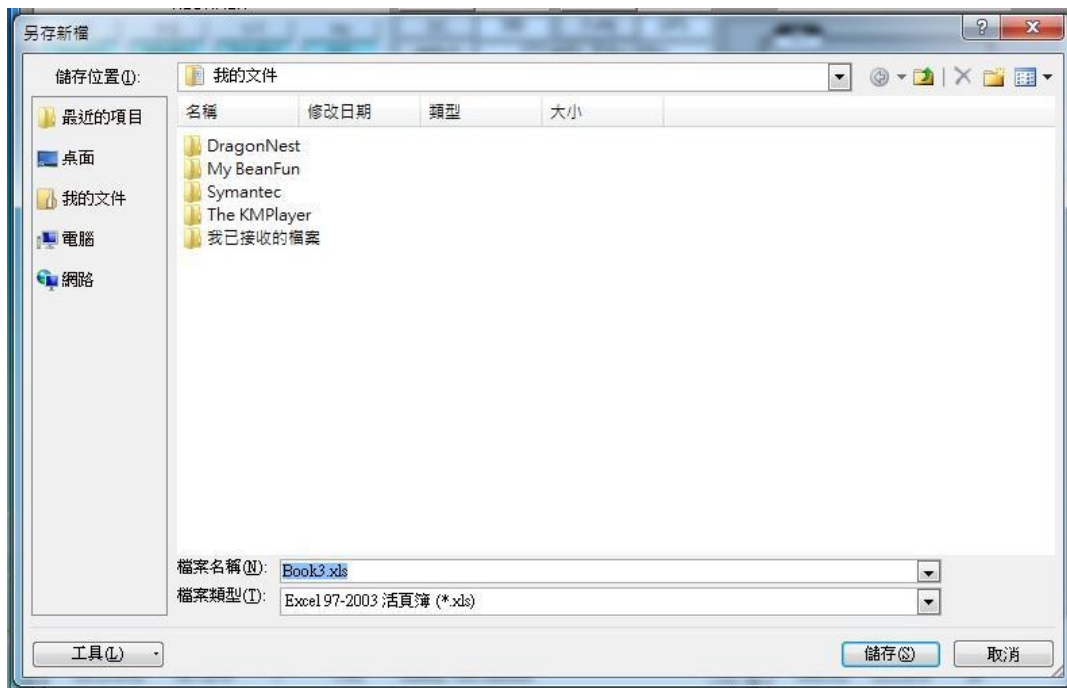 另存新檔
儲存位置(I):
我的文件
最近的項目
桌面
我的文件
電腦
網路
名稱 修改日期 類型 大小
DragonNest
My BeanFun
Symantec
The KMPlayer
我已接收的檔案
檔案名稱(N): Book3.xls
檔案類型(T): Excel 97-2003 活頁簿 (*.xls)
工具(L) 儲存(S) 取消